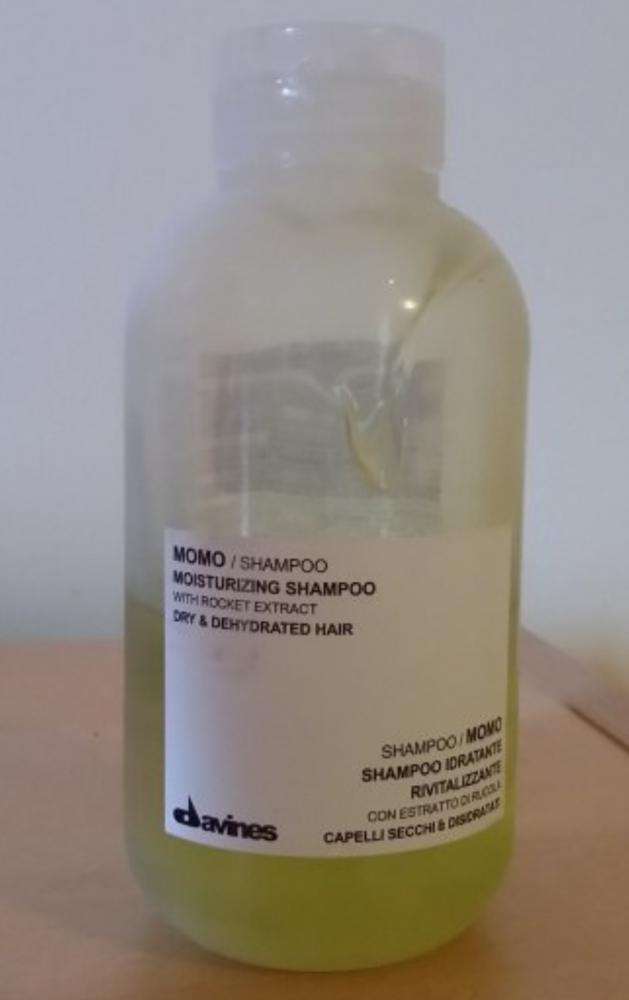 MOMO / SHAMPOO
MOISTURIZING SHAMPOO
WITH ROCKET EXTRACT
DRY & DEHYDRATED HAIR
SHAMPOO / MOMO
SHAMPOO IDRATANTE
RIVITALIZZANTE
CON ESTRATTO DI RUCOLA
CAPELLI SECCHI & DISIDRATATI
davines